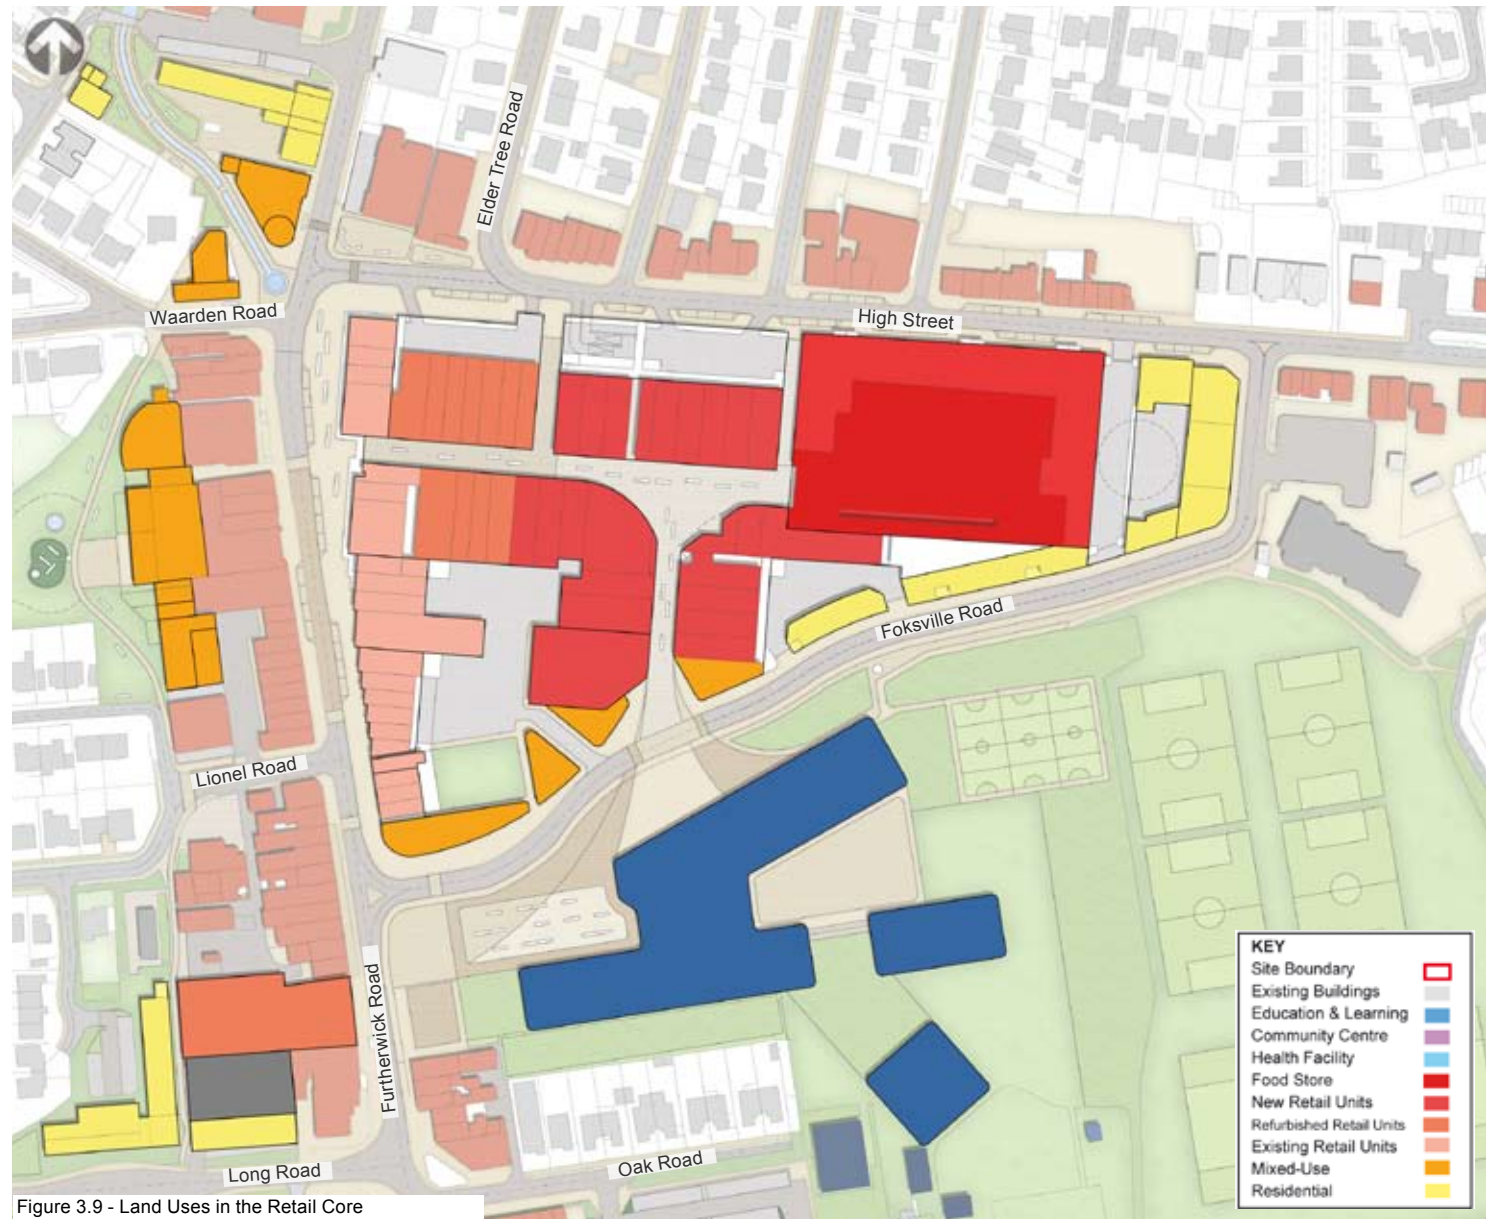 Elder Tree Road
Waarden Road
High Street
Foksville Road
Lionel Road
Furtherwick Road
Long Road
Oak Road
KEY
Site Boundary
Existing Buildings
Education & Learning
Community Centre
Health Facility
Food Store
New Retail Units
Refurbished Retail Units
Existing Retail Units
Mixed-Use
Residential
Figure 3.9 - Land Uses in the Retail Core